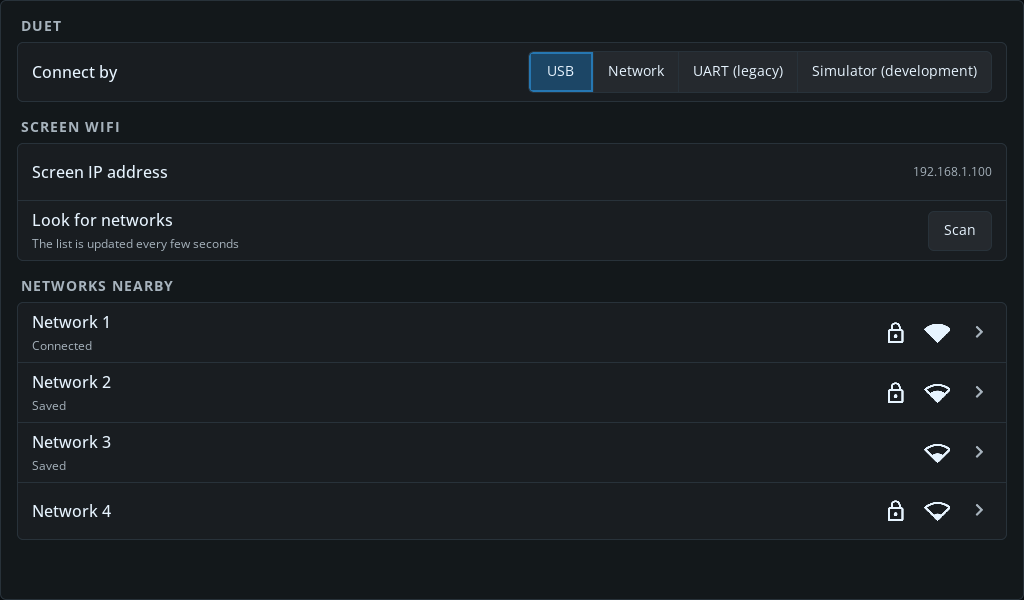 DUET
Connect by
USB
Network
UART (legacy)
Simulator (development)
SCREEN WIFI
Screen IP address
192.168.1.100
Look for networks
The list is updated every few seconds
Scan
NETWORKS NEARBY
Network 1
Connected
Network 2
Saved
Network 3
Saved
Network 4